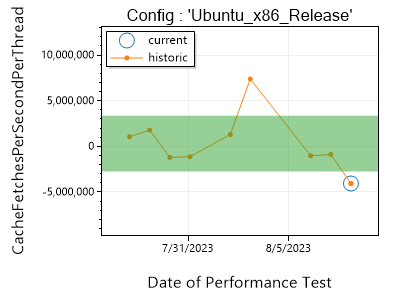 Config : 'Ubuntu_x86_Release'
current
historic
CacheFetchesPerSecondPerThread
10,000,000
5,000,000
0
-5,000,000
7/31/2023
8/5/2023
Date of Performance Test